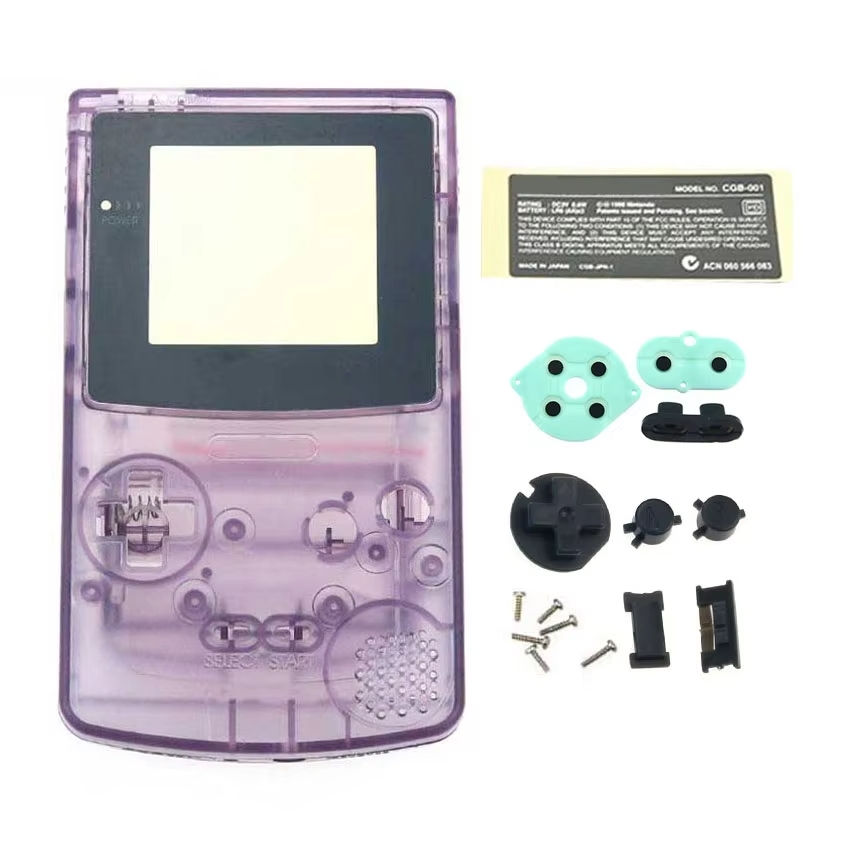 POWER
SELECT START
MODEL NO. CGB-001
RATING : DC3V 0.6W © 1998 Nintendo
BATTERY : LR6 (AA)x2 Patents issued and Pending. See booklet.
THIS DEVICE COMPLIES WITH PART 15 OF THE FCC RULES. OPERATION IS SUBJECT
TO THE FOLLOWING TWO CONDITIONS: (1) THIS DEVICE MAY NOT CAUSE HARMFUL
INTERFERENCE, AND (2) THIS DEVICE MUST ACCEPT ANY INTERFERENCE
RECEIVED, INCLUDING INTERFERENCE THAT MAY CAUSE UNDESIRED OPERATION.
THIS CLASS B DIGITAL APPARATUS MEETS ALL REQUIREMENTS OF THE CANADIAN
INTERFERENCE CAUSING EQUIPMENT REGULATIONS.
MADE IN JAPAN CGB-JPN-1 ACN 060 566 083